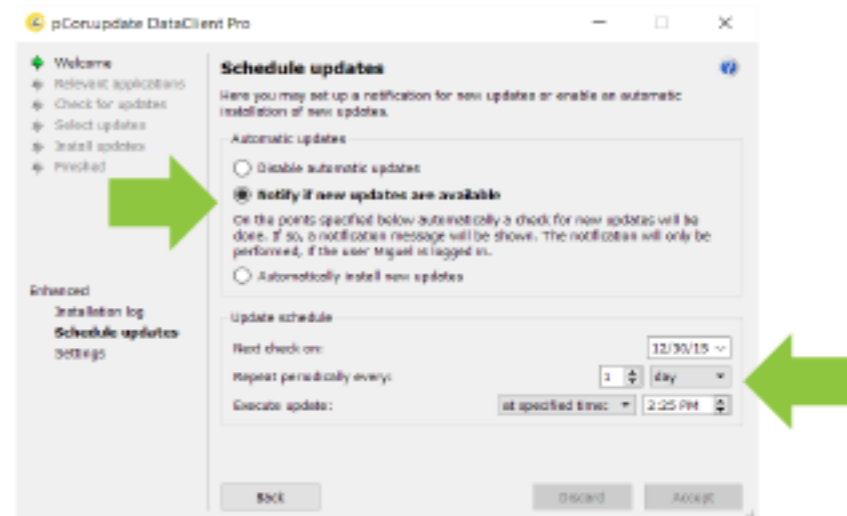 pCon.update DataClient Pro
Welcome
Relevant applications
Check for updates
Select updates
Install updates
Finished
Enhanced
Installation log
Schedule updates
Settings
Schedule updates
Here you may set up a notification for new updates or enable an automatic
installation of new updates.
Automatic updates
Disable automatic updates
Notify if new updates are available
On the points specified below automatically a check for new updates will be
done. If so, a notification message will be shown. The notification will only be
performed, if the user Miguel is logged in.
Automatically install new updates
Update schedule
Next check on: 12/30/15
Repeat periodically every: 1 day
Execute update: at specified time: 2:25 PM
Back Discard Accept